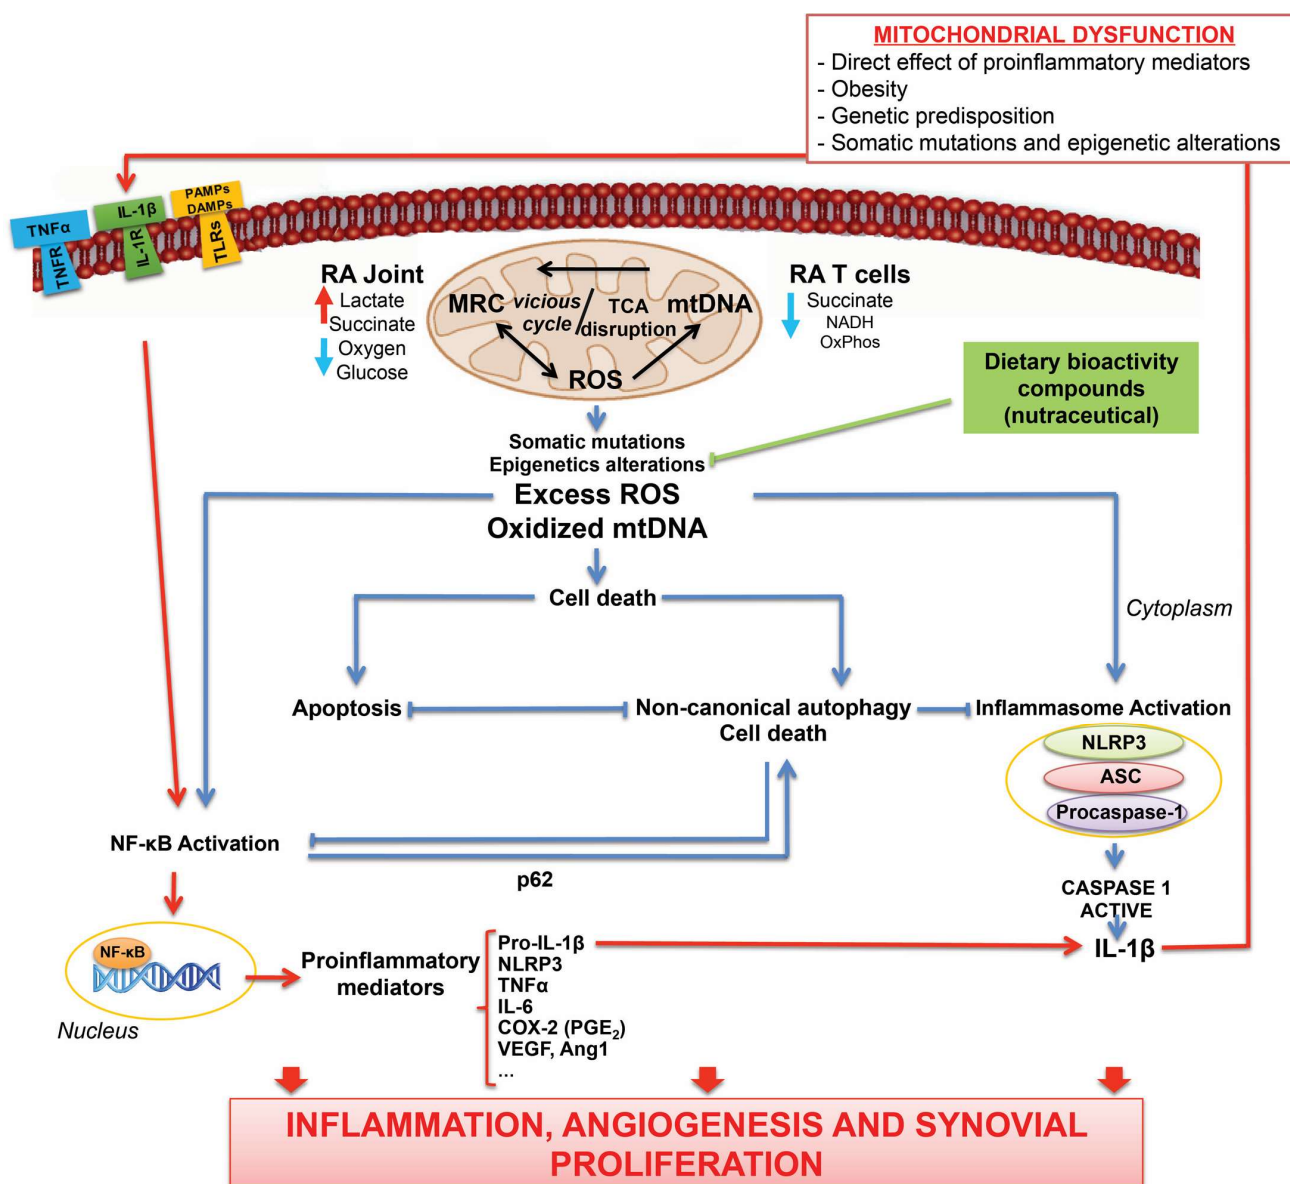 MITOCHONDRIAL DYSFUNCTION
- Direct effect of proinflammatory mediators
- Obesity
- Genetic predisposition
- Somatic mutations and epigenetic alterations
TNFα
TNFR
IL-1β
IL-1R
PAMPs
DAMPs
TLRs
RA Joint
Lactate
Succinate
Oxygen
Glucose
MRC
vicious
cycle
/
TCA
disruption
mtDNA
ROS
RA T cells
Succinate
NADH
OxPhos
Dietary bioactivity
compounds
(nutraceutical)
Somatic mutations
Epigenetics alterations
Excess ROS
Oxidized mtDNA
Cell death
Cytoplasm
Apoptosis
Non-canonical autophagy
Cell death
Inflammasome Activation
NLRP3
ASC
Procaspase-1
NF-κB Activation
p62
CASPASE 1
ACTIVE
IL-1β
NF-κB
Nucleus
Proinflammatory
mediators
Pro-IL-1β
NLRP3
TNFα
IL-6
COX-2 (PGE₂)
VEGF, Ang1
...
INFLAMMATION, ANGIOGENESIS AND SYNOVIAL
PROLIFERATION